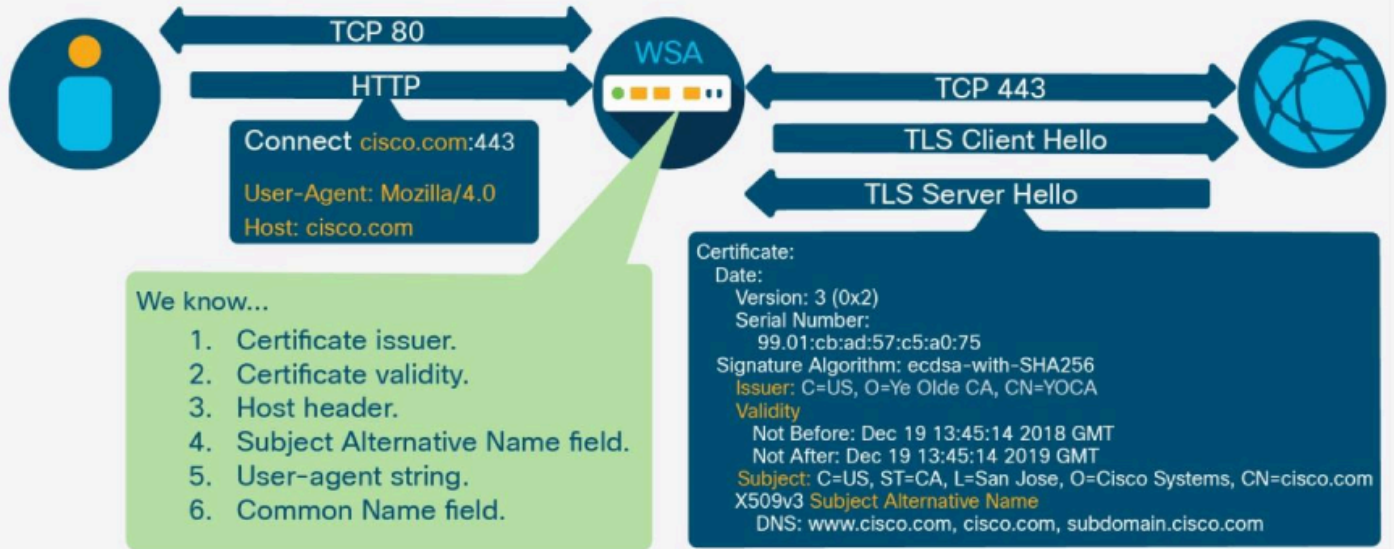 TCP 80
HTTP
Connect cisco.com:443
User-Agent: Mozilla/4.0
Host: cisco.com
WSA
TCP 443
TLS Client Hello
TLS Server Hello
We know...
1. Certificate issuer.
2. Certificate validity.
3. Host header.
4. Subject Alternative Name field.
5. User-agent string.
6. Common Name field.
Certificate:
Date:
Version: 3 (0x2)
Serial Number:
99.01:cb:ad:57:c5:a0:75
Signature Algorithm: ecdsa-with-SHA256
Issuer: C=US, O=Ye Olde CA, CN=YOCA
Validity
Not Before: Dec 19 13:45:14 2018 GMT
Not After: Dec 19 13:45:14 2019 GMT
Subject: C=US, ST=CA, L=San Jose, O=Cisco Systems, CN=cisco.com
X509v3 Subject Alternative Name
DNS: www.cisco.com, cisco.com, subdomain.cisco.com